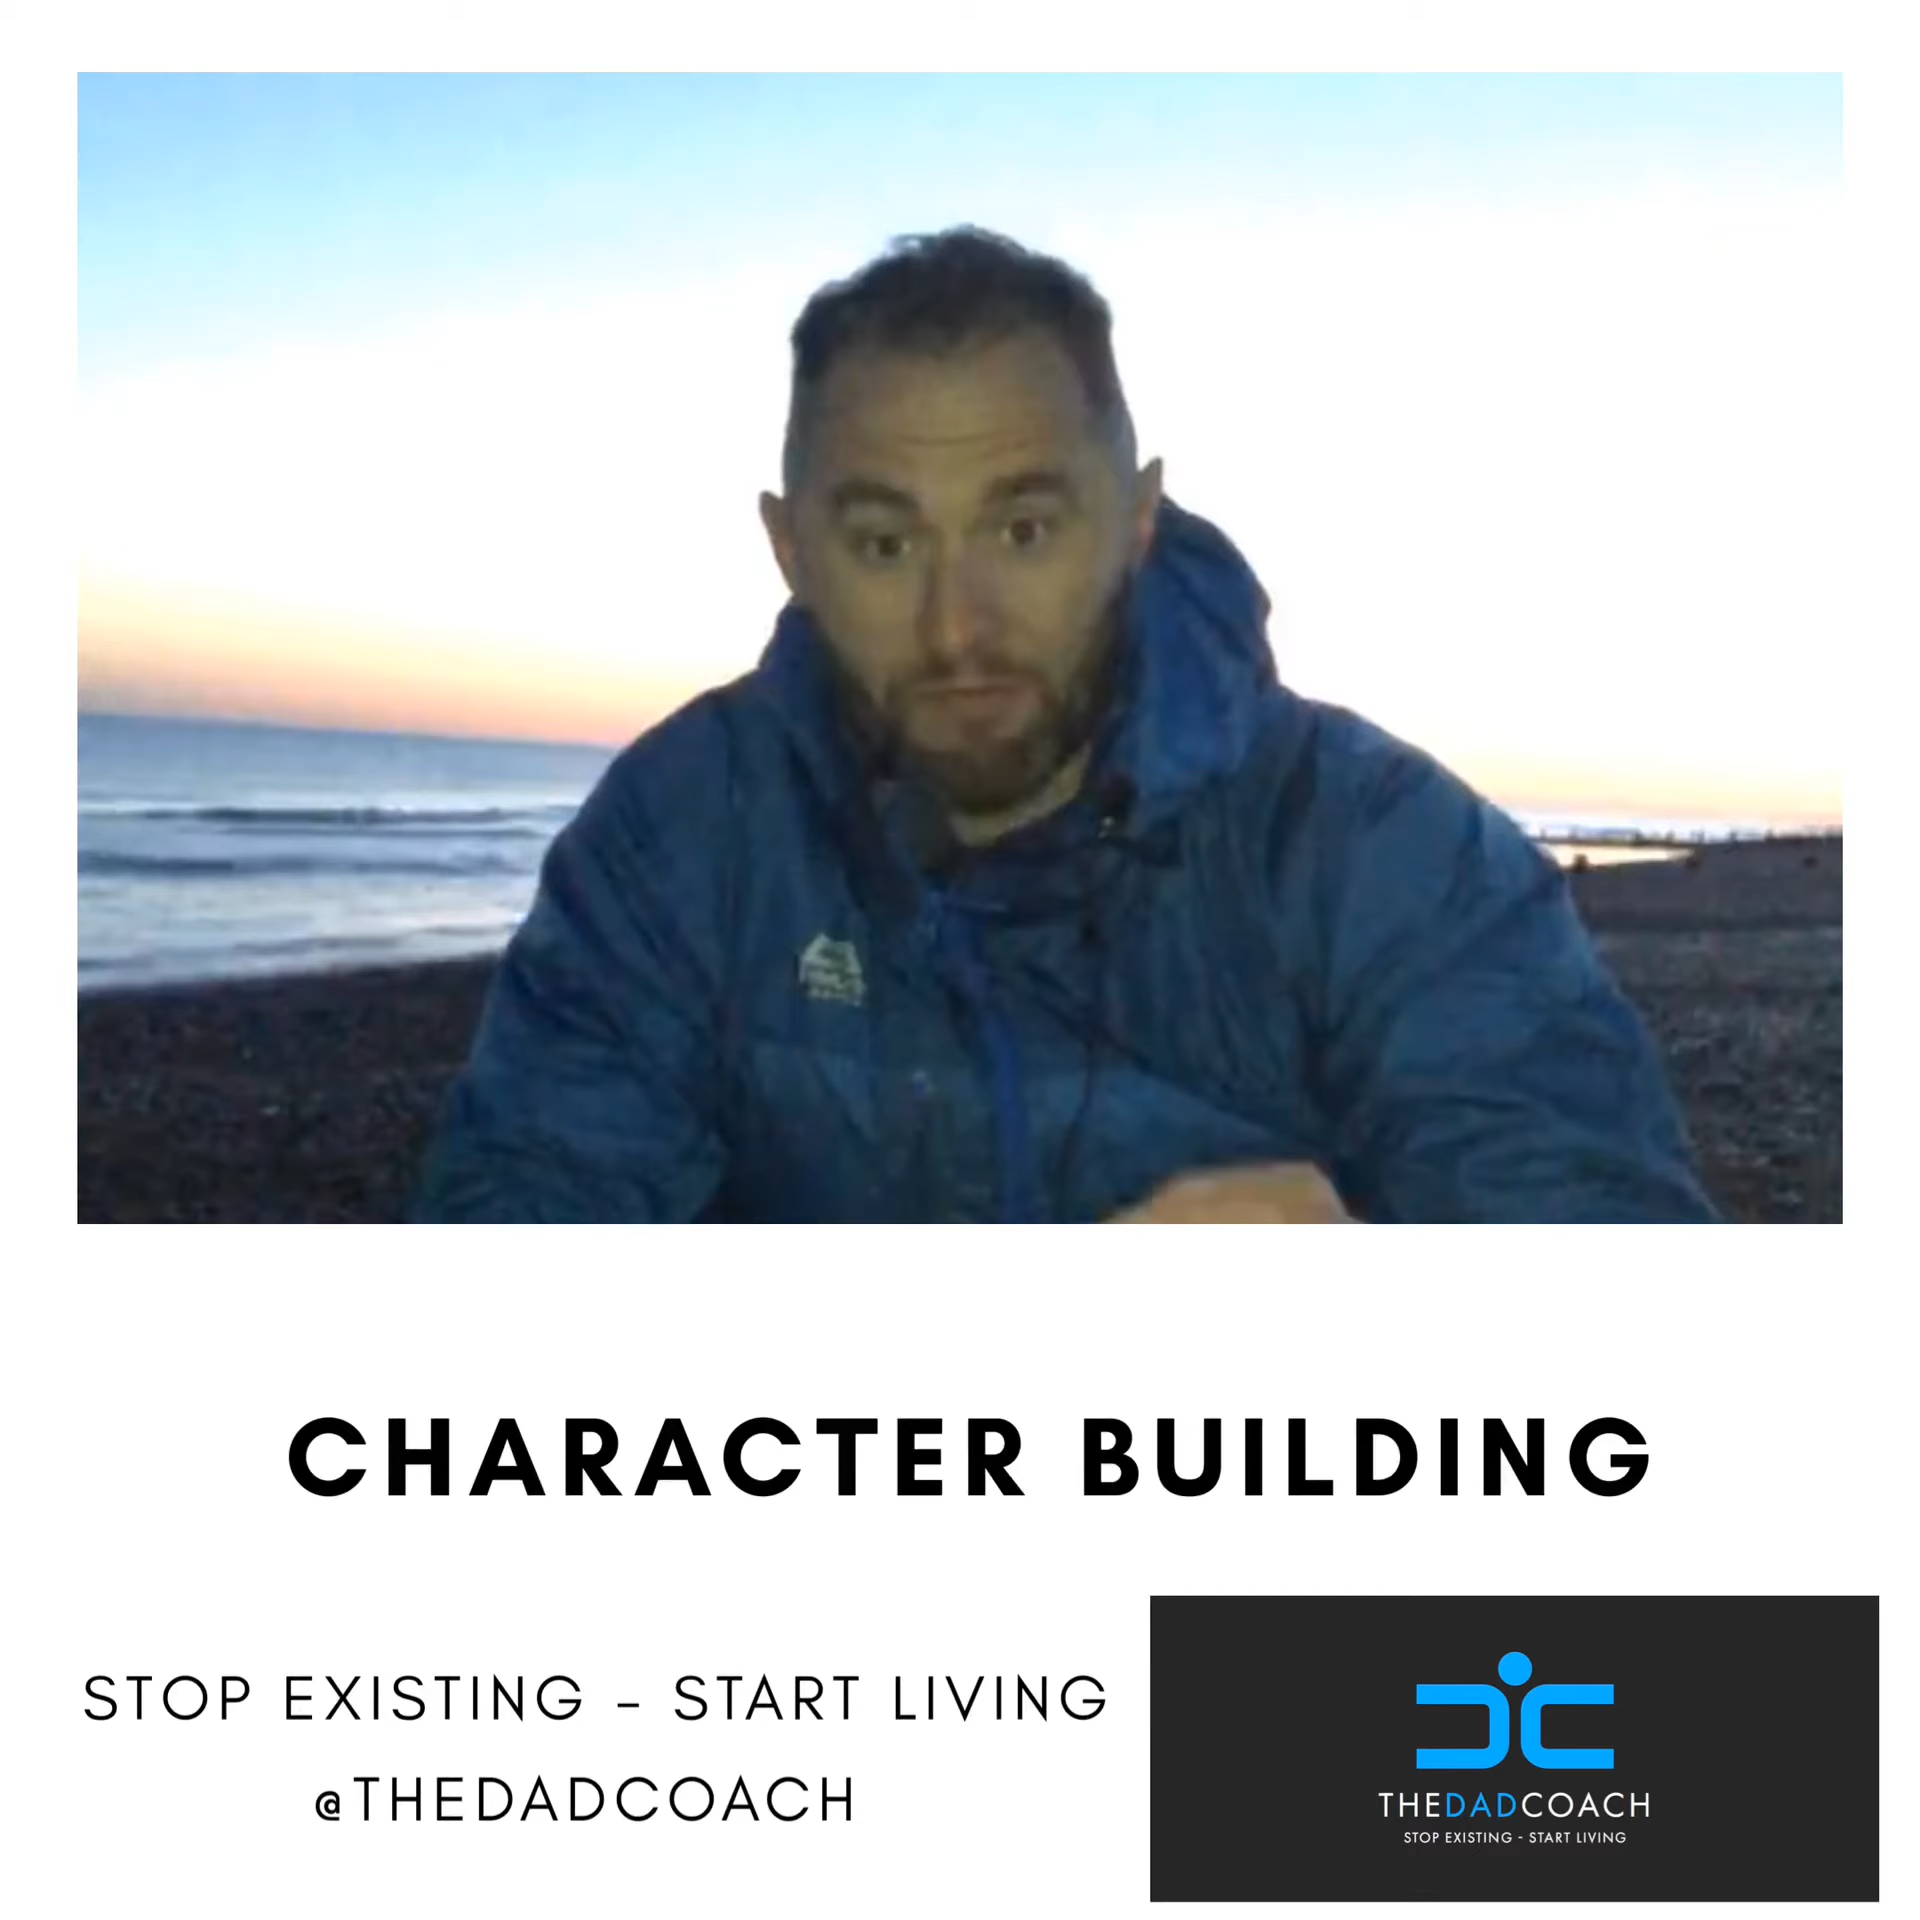 CHARACTER BUILDING
STOP EXISTING - START LIVING
@THEDADCOACH
THEDADCOACH
STOP EXISTING - START LIVING